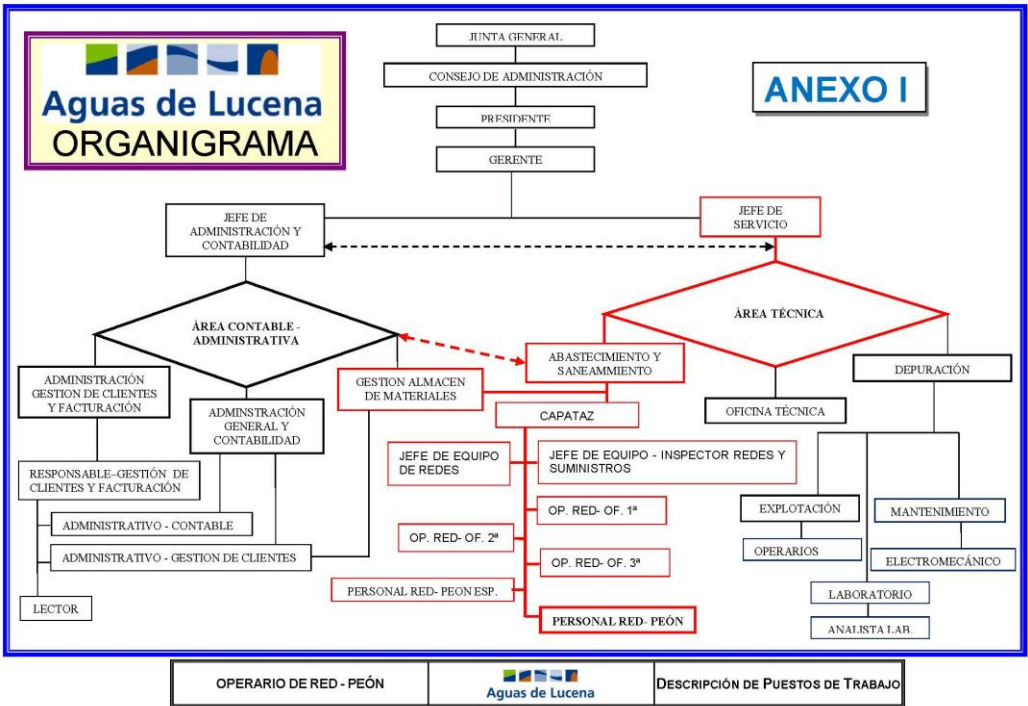 Aguas de Lucena
ORGANIGRAMA
ANEXO I
JUNTA GENERAL
CONSEJO DE ADMINISTRACIÓN
PRESIDENTE
GERENTE
JEFE DE
ADMINISTRACIÓN Y
CONTABILIDAD
JEFE DE
SERVICIO
ÁREA CONTABLE -
ADMINISTRATIVA
ÁREA TÉCNICA
ADMINISTRACIÓN
GESTION DE CLIENTES
Y FACTURACIÓN
ADMINSTRACIÓN
GENERAL Y
CONTABILIDAD
GESTION ALMACEN
DE MATERIALES
ABASTECIMIENTO Y
SANEAMMIENTO
OFICINA TÉCNICA
DEPURACIÓN
CAPATAZ
RESPONSABLE–GESTIÓN DE
CLIENTES Y FACTURACIÓN
ADMINISTRATIVO - CONTABLE
ADMINISTRATIVO - GESTION DE CLIENTES
LECTOR
JEFE DE EQUIPO
DE REDES
JEFE DE EQUIPO - INSPECTOR REDES Y
SUMINISTROS
OP. RED- OF. 1ª
OP. RED- OF. 2ª
OP. RED- OF. 3ª
PERSONAL RED- PEON ESP.
PERSONAL RED- PEÓN
EXPLOTACIÓN
OPERARIOS
MANTENIMIENTO
ELECTROMECÁNICO
LABORATORIO
ANALISTA LAB.
OPERARIO DE RED - PEÓN
Aguas de Lucena
DESCRIPCIÓN DE PUESTOS DE TRABAJO